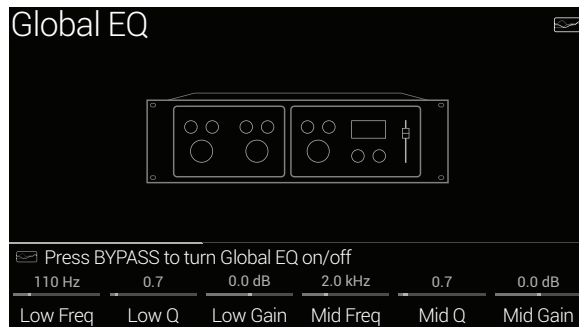 Global EQ
Press BYPASS to turn Global EQ on/off
110 Hz 0.7 0.0 dB 2.0 kHz 0.7 0.0 dB
Low Freq Low Q Low Gain Mid Freq Mid Q Mid Gain